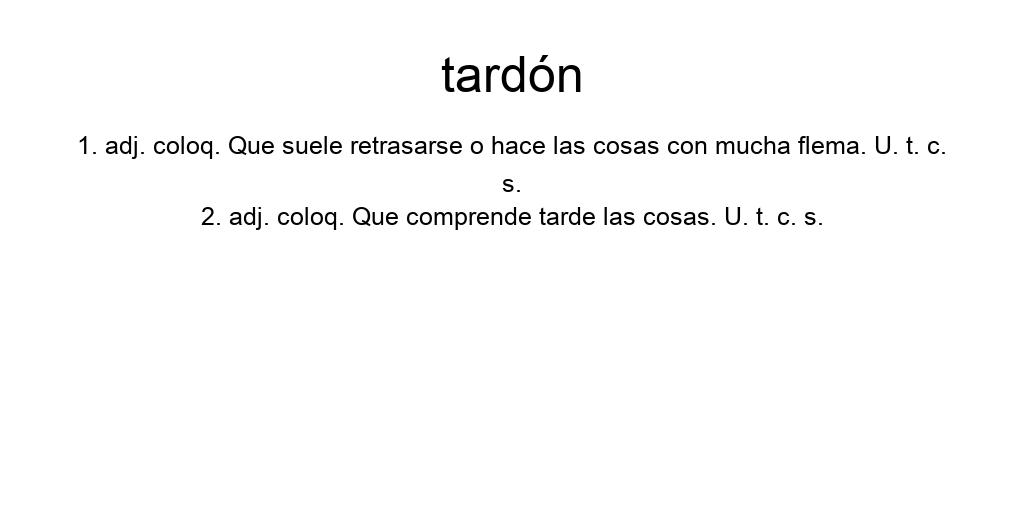 tardón
1. adj. coloq. Que suele retrasarse o hace las cosas con mucha flema. U. t. c.
s.
2. adj. coloq. Que comprende tarde las cosas. U. t. c. s.